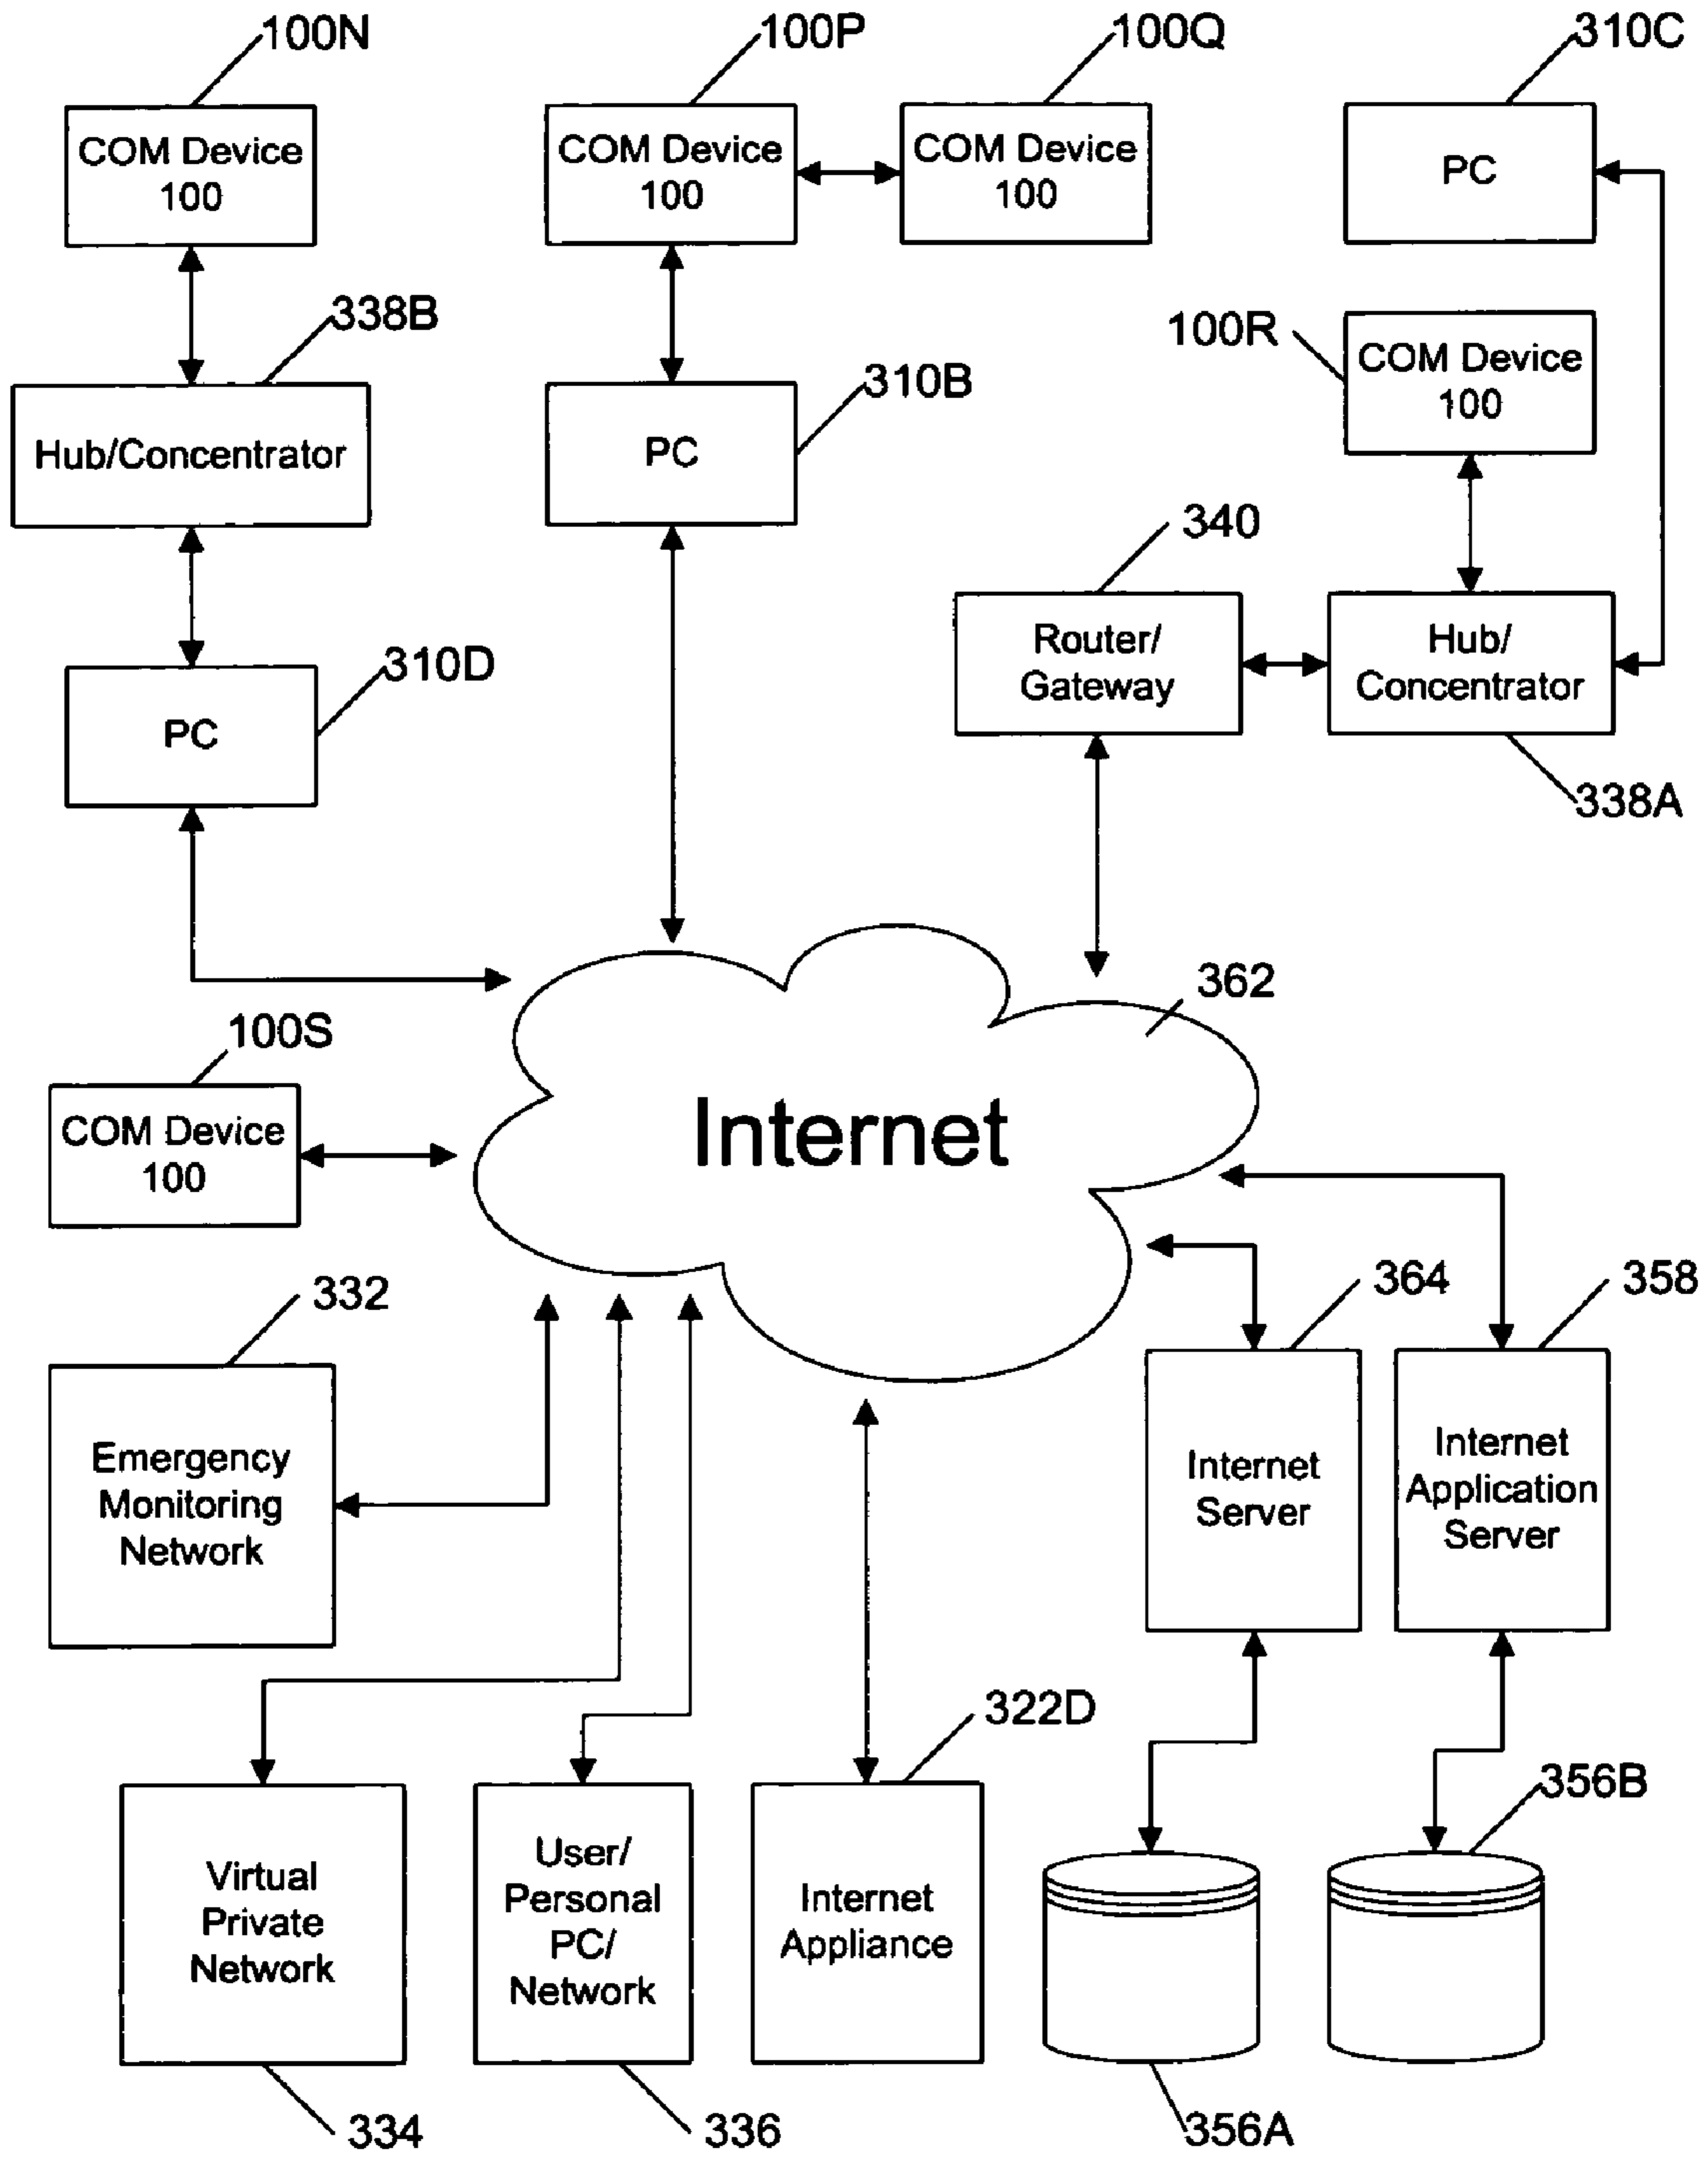 100N
100P
100Q
310C
COM Device
100
COM Device
100
COM Device
100
PC
338B
100R
COM Device
100
Hub/Concentrator
310B
PC
340
310D
PC
Router/
Gateway
Hub/
Concentrator
338A
362
100S
COM Device
100
Internet
332
364
358
Emergency
Monitoring
Network
Internet
Server
Internet
Application
Server
322D
356B
Virtual
Private
Network
User/
Personal
PC/
Network
Internet
Appliance
334
336
356A